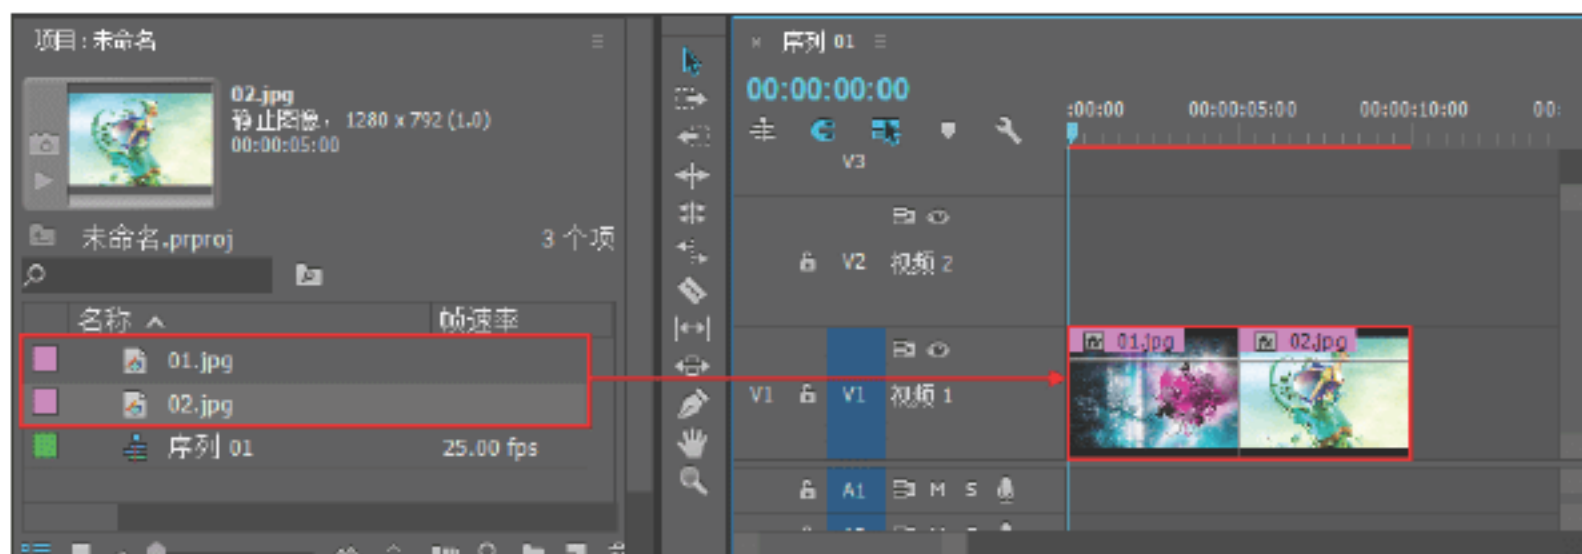 项目:未命名
02.jpg
静止图像, 1280 x 792 (1.0)
00:00:05:00
未命名.prproj
3 个项
名称 帧速率
01.jpg
02.jpg
序列 01 25.00 fps
× 序列 01
00:00:00:00
:00:00 00:00:05:00 00:00:10:00 00:
V3
V2 视频 2
fx 01.jpg fx 02.jpg
V1 V1 视频 1
A1 M S